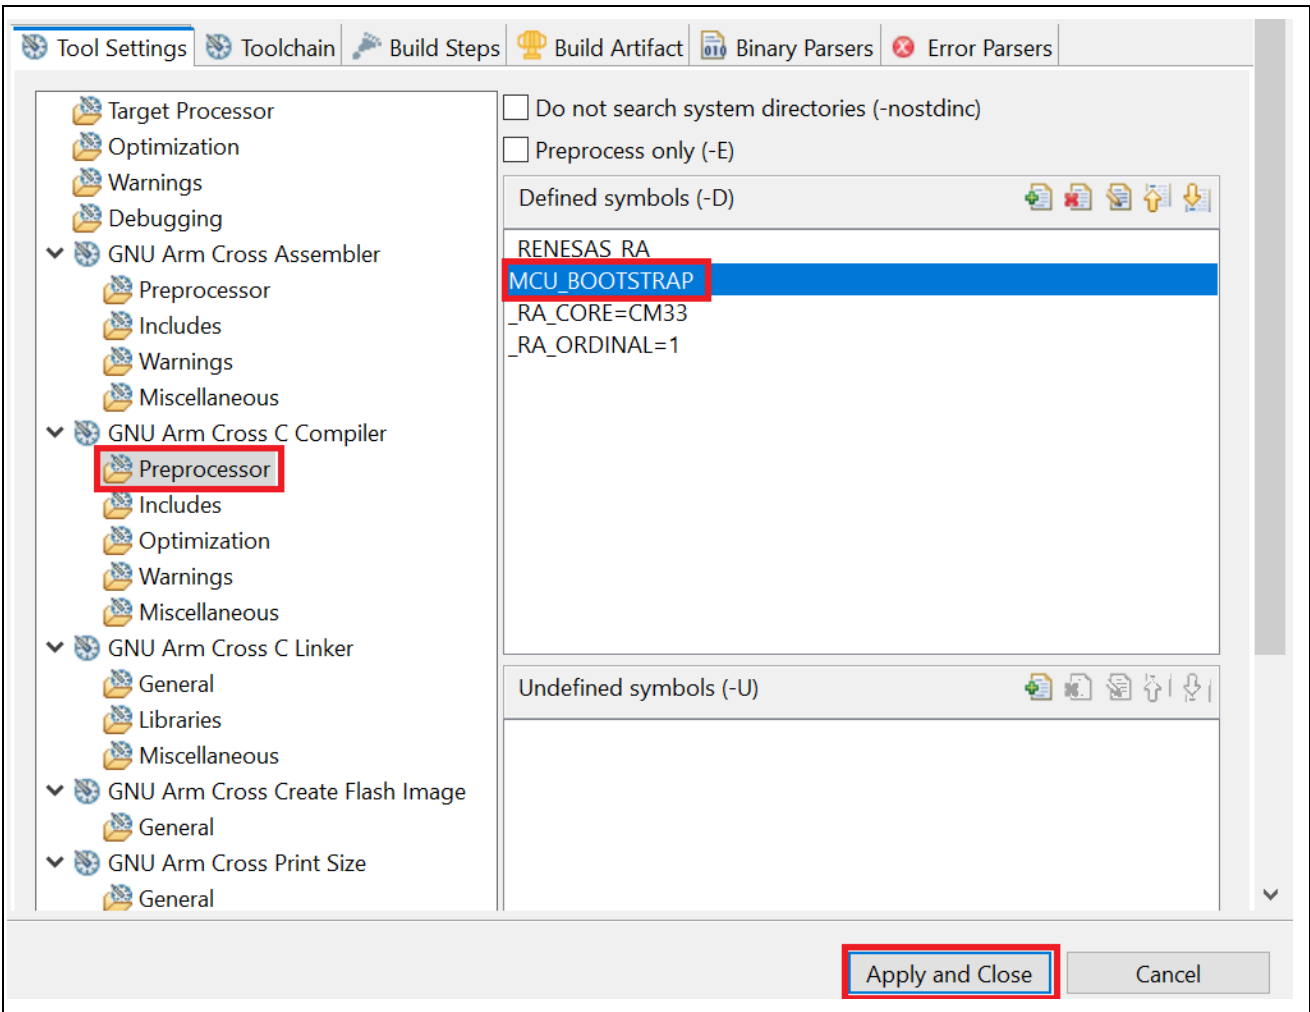 Tool Settings Toolchain Build Steps Build Artifact Binary Parsers Error Parsers
Target Processor
Optimization
Warnings
Debugging
GNU Arm Cross Assembler
Preprocessor
Includes
Warnings
Miscellaneous
GNU Arm Cross C Compiler
Preprocessor
Includes
Optimization
Warnings
Miscellaneous
GNU Arm Cross C Linker
General
Libraries
Miscellaneous
GNU Arm Cross Create Flash Image
General
GNU Arm Cross Print Size
General
Do not search system directories (-nostdinc)
Preprocess only (-E)
Defined symbols (-D)
_RENESAS_RA_
MCU_BOOTSTRAP
_RA_CORE=CM33
_RA_ORDINAL=1
Undefined symbols (-U)
Apply and Close Cancel